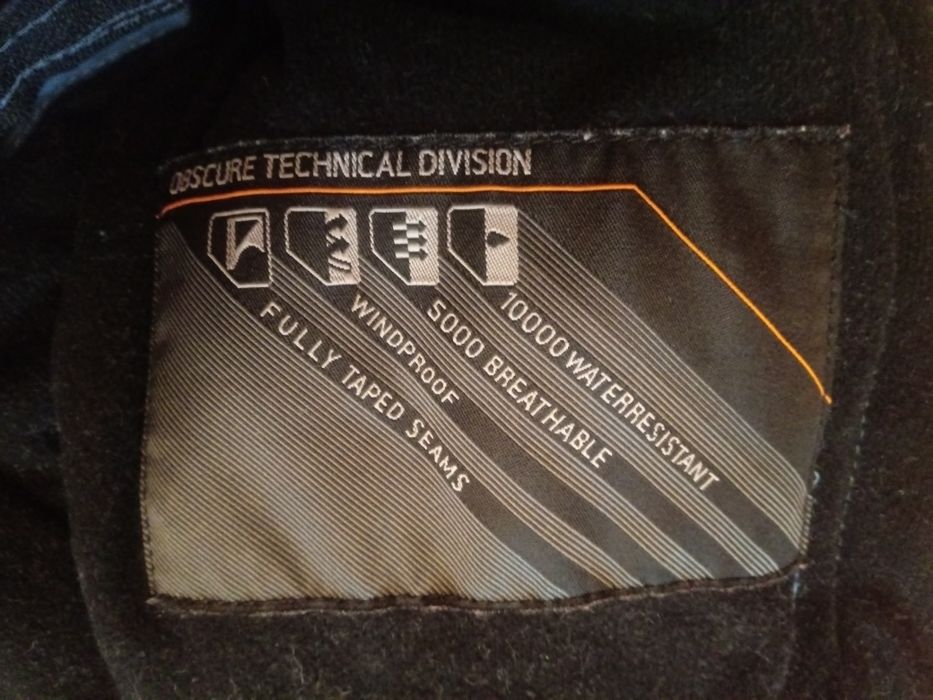 OBSCURE TECHNICAL DIVISION
FULLY TAPED SEAMS
WINDPROOF
5000 BREATHABLE
10000 WATERRESISTANT